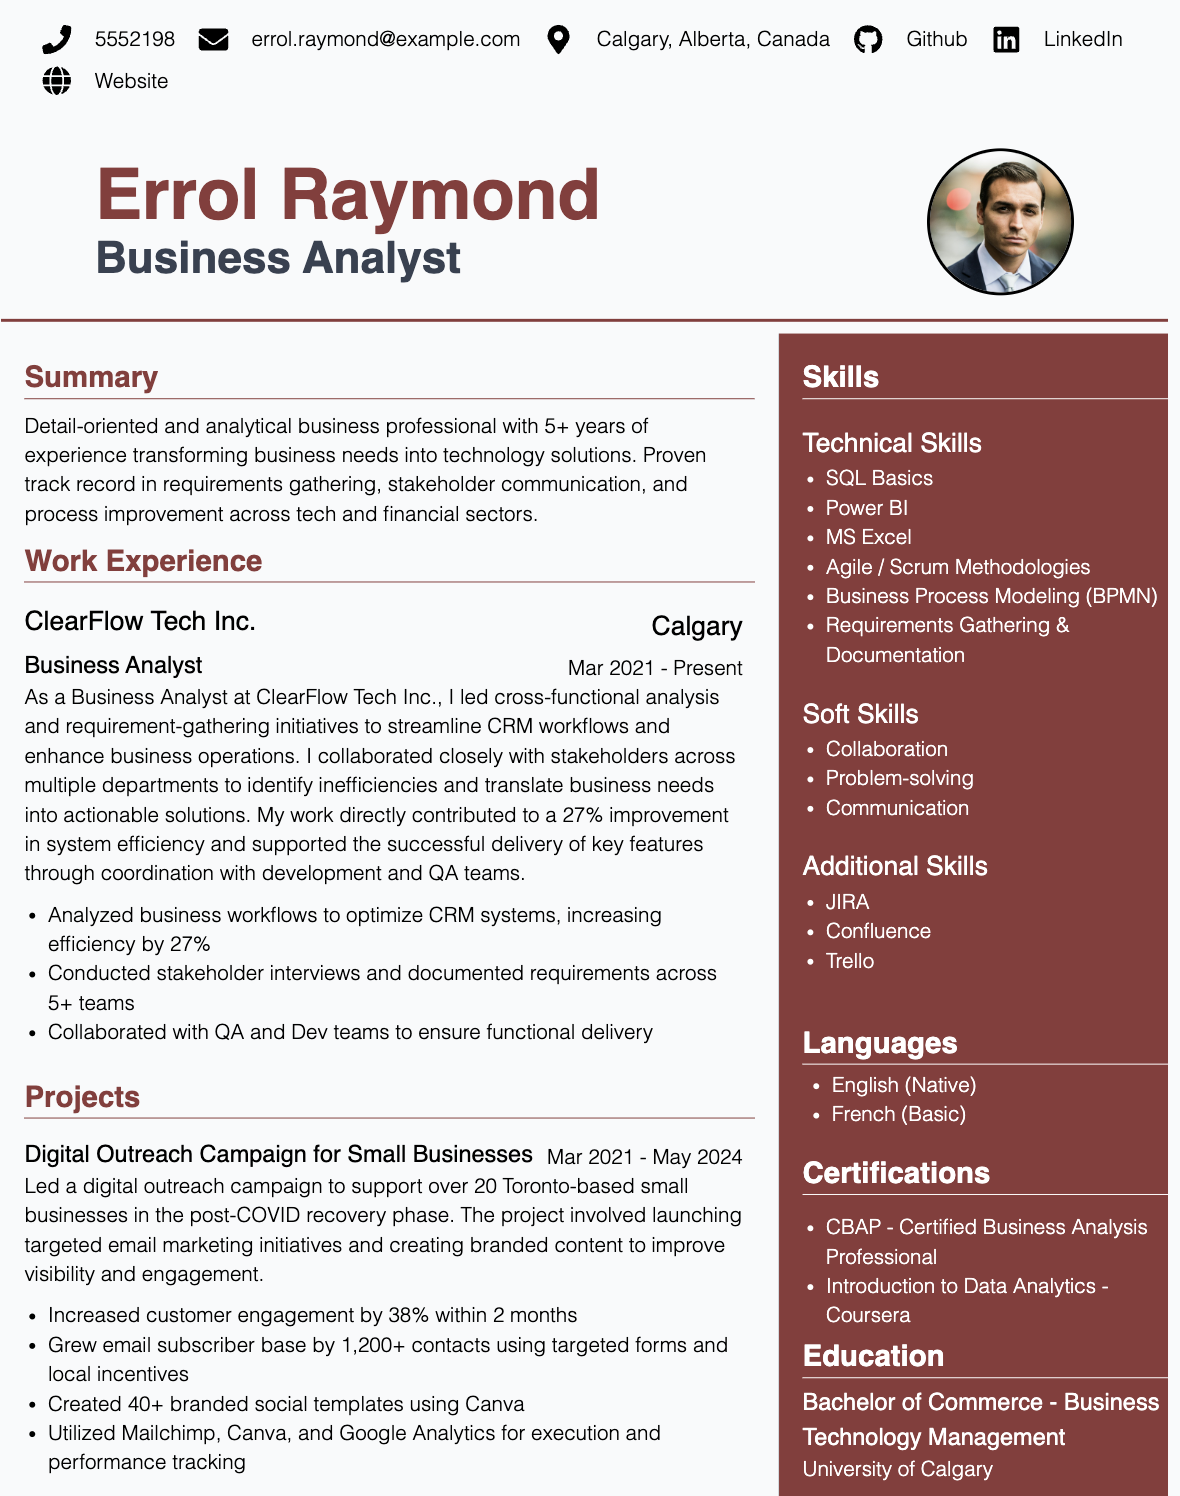 5552198 errol.raymond@example.com Calgary, Alberta, Canada Github LinkedIn
Website
Errol Raymond
Business Analyst
Summary
Detail-oriented and analytical business professional with 5+ years of
experience transforming business needs into technology solutions. Proven
track record in requirements gathering, stakeholder communication, and
process improvement across tech and financial sectors.
Work Experience
ClearFlow Tech Inc. Calgary
Business Analyst Mar 2021 - Present
As a Business Analyst at ClearFlow Tech Inc., I led cross-functional analysis
and requirement-gathering initiatives to streamline CRM workflows and
enhance business operations. I collaborated closely with stakeholders across
multiple departments to identify inefficiencies and translate business needs
into actionable solutions. My work directly contributed to a 27% improvement
in system efficiency and supported the successful delivery of key features
through coordination with development and QA teams.
• Analyzed business workflows to optimize CRM systems, increasing
efficiency by 27%
• Conducted stakeholder interviews and documented requirements across
5+ teams
• Collaborated with QA and Dev teams to ensure functional delivery
Projects
Digital Outreach Campaign for Small Businesses Mar 2021 - May 2024
Led a digital outreach campaign to support over 20 Toronto-based small
businesses in the post-COVID recovery phase. The project involved launching
targeted email marketing initiatives and creating branded content to improve
visibility and engagement.
• Increased customer engagement by 38% within 2 months
• Grew email subscriber base by 1,200+ contacts using targeted forms and
local incentives
• Created 40+ branded social templates using Canva
• Utilized Mailchimp, Canva, and Google Analytics for execution and
performance tracking
Skills
Technical Skills
• SQL Basics
• Power BI
• MS Excel
• Agile / Scrum Methodologies
• Business Process Modeling (BPMN)
• Requirements Gathering &
Documentation
Soft Skills
• Collaboration
• Problem-solving
• Communication
Additional Skills
• JIRA
• Confluence
• Trello
Languages
• English (Native)
• French (Basic)
Certifications
• CBAP - Certified Business Analysis
Professional
• Introduction to Data Analytics -
Coursera
Education
Bachelor of Commerce - Business
Technology Management
University of Calgary